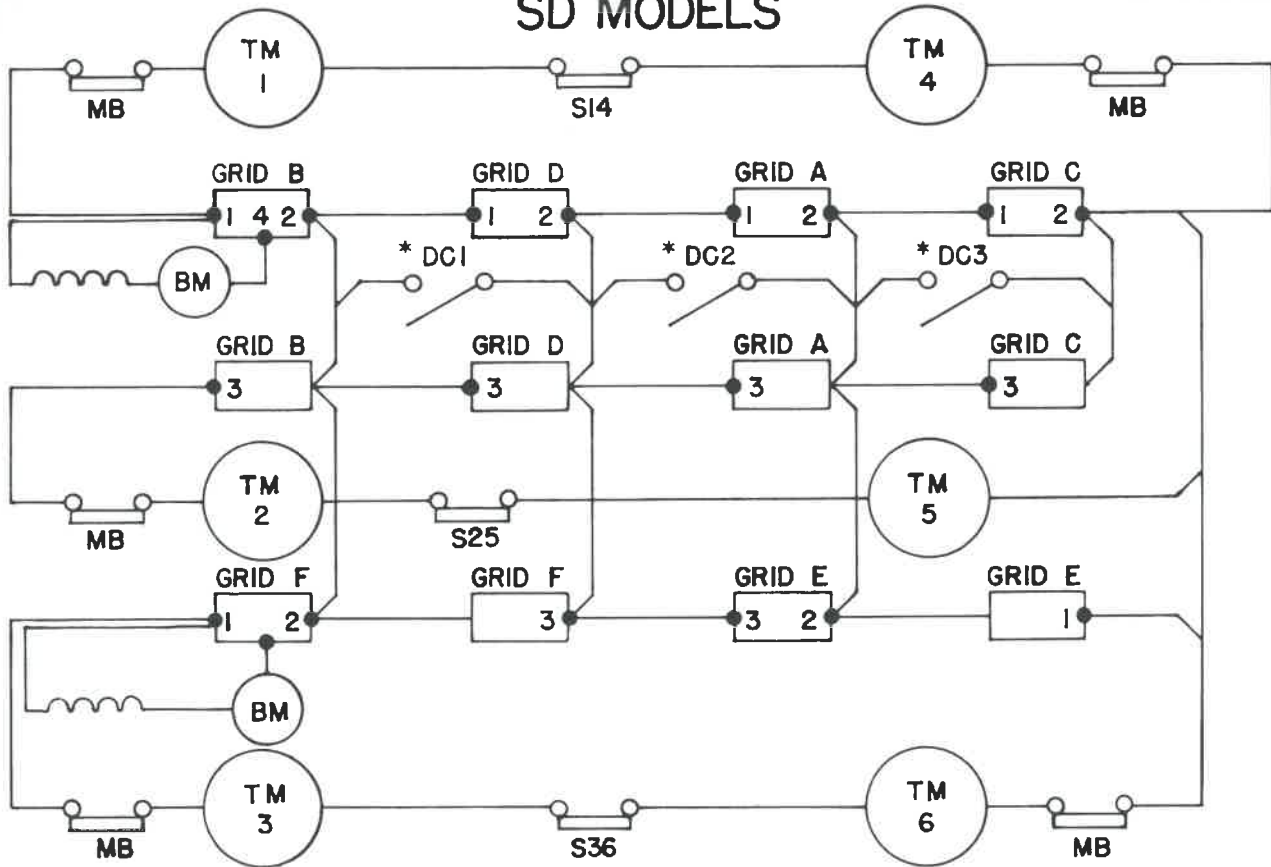 SD MODELS
TM 1
TM 4
MB
S14
MB
GRID B
GRID D
GRID A
GRID C
1 4 2
1 2
1 2
1 2
BM
* DC1
* DC2
* DC3
GRID B
GRID D
GRID A
GRID C
3
3
3
3
TM 2
TM 5
MB
S25
GRID F
GRID F
GRID E
GRID E
1 2
3
3 2
1
BM
TM 3
TM 6
MB
S36
MB